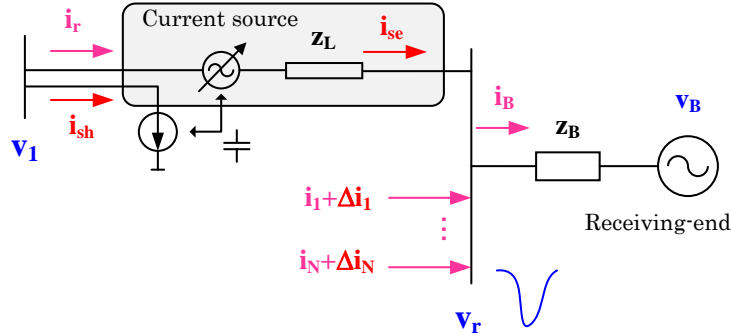 Current source
i_r
z_L
i_se
i_sh
v_1
i_B
v_B
z_B
i_1+Δi_1
⋮
i_N+Δi_N
Receiving-end
v_r